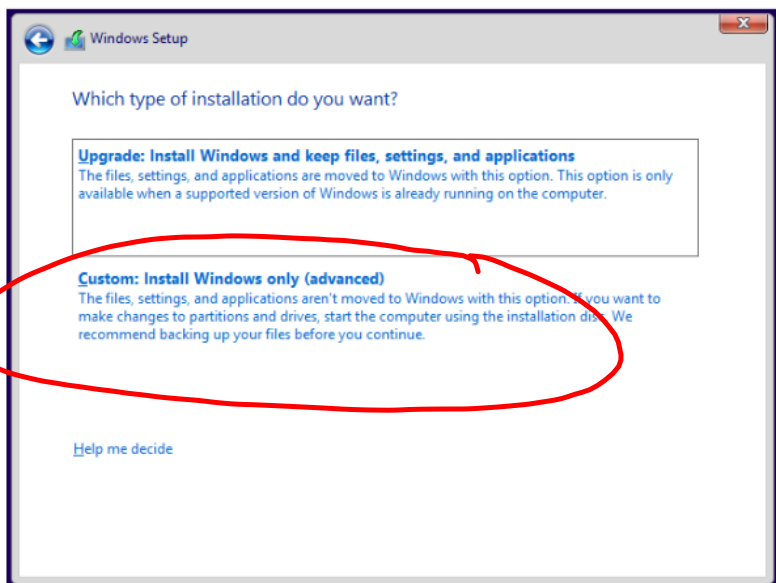 Windows Setup
Which type of installation do you want?
Upgrade: Install Windows and keep files, settings, and applications
The files, settings, and applications are moved to Windows with this option. This option is only
available when a supported version of Windows is already running on the computer.
Custom: Install Windows only (advanced)
The files, settings, and applications aren't moved to Windows with this option. If you want to
make changes to partitions and drives, start the computer using the installation disc. We
recommend backing up your files before you continue.
Help me decide